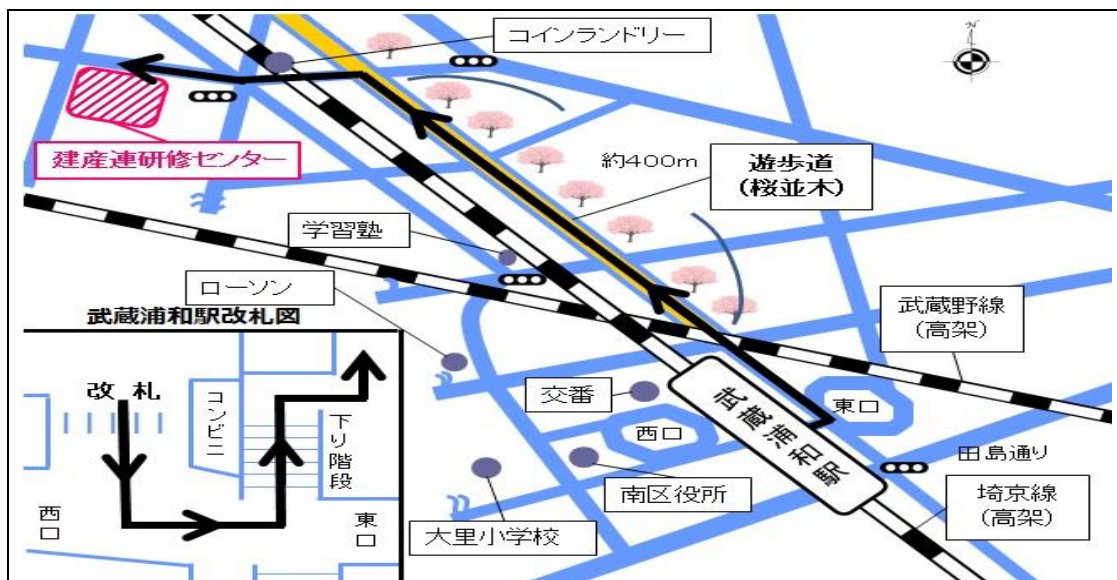 コインランドリー
N
建産連研修センター
約400m
遊歩道
(桜並木)
学習塾
ローソン
武蔵野線
(高架)
武蔵浦和駅改札図
改札
コンビニ
下り階段
西口
東口
交番
西口
武蔵浦和駅
東口
田島通り
南区役所
大里小学校
埼京線
(高架)